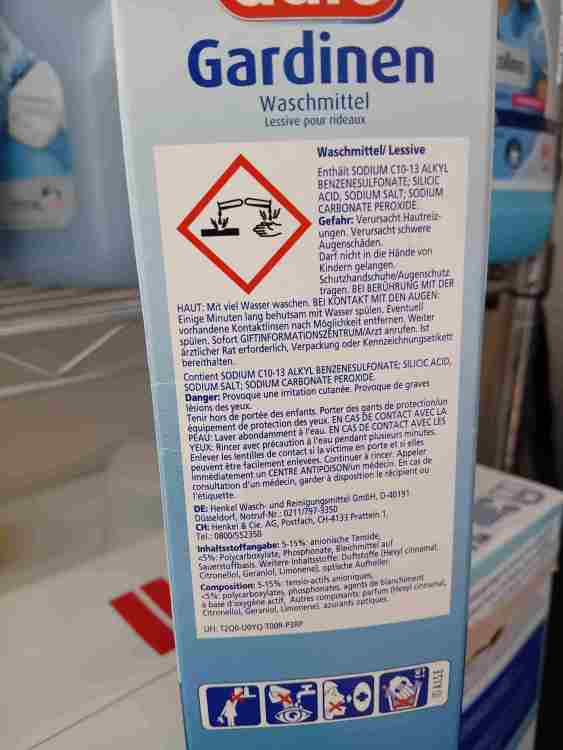 Gardinen
Waschmittel
Lessive pour rideaux
Waschmittel/ Lessive
Enthält SODIUM C10-13 ALKYL
BENZENESULFONATE; SILICIC
ACID, SODIUM SALT; SODIUM
CARBONATE PEROXIDE.
Gefahr: Verursacht Hautreiz-
ungen. Verursacht schwere
Augenschäden.
Darf nicht in die Hände von
Kindern gelangen.
Schutzhandschuhe/Augenschutz
tragen. BEI BERÜHRUNG MIT DER
HAUT: Mit viel Wasser waschen. BEI KONTAKT MIT DEN AUGEN:
Einige Minuten lang behutsam mit Wasser spülen. Eventuell
vorhandene Kontaktlinsen nach Möglichkeit entfernen. Weiter
spülen. Sofort GIFTINFORMATIONSZENTRUM/Arzt anrufen. Ist
ärztlicher Rat erforderlich, Verpackung oder Kennzeichnungsetikett
bereithalten.
Contient SODIUM C10-13 ALKYL BENZENESULFONATE; SILICIC ACID,
SODIUM SALT; SODIUM CARBONATE PEROXIDE.
Danger: Provoque une irritation cutanée. Provoque de graves
lésions des yeux.
Tenir hors de portée des enfants. Porter des gants de protection/un
équipement de protection des yeux. EN CAS DE CONTACT AVEC LA
PEAU: Laver abondamment à l'eau. EN CAS DE CONTACT AVEC LES
YEUX: Rincer avec précaution à l'eau pendant plusieurs minutes.
Enlever les lentilles de contact si la victime en porte et si elles
peuvent être facilement enlevées. Continuer à rincer. Appeler
immédiatement un CENTRE ANTIPOISON/un médecin. En cas de
consultation d'un médecin, garder à disposition le récipient ou
l'étiquette.
DE: Henkel Wasch- und Reinigungsmittel GmbH, D-40191
Düsseldorf, Notruf-Nr.: 0211/797-3350
CH: Henkel & Cie. AG, Postfach, CH-4133 Pratteln 1,
Tel.: 0800/552350
Inhaltsstoffangabe: 5-15%: anionische Tenside,
<5%: Polycarboxylate, Phosphonate, Bleichmittel auf
Sauerstoffbasis. Weitere Inhaltsstoffe: Duftstoffe (Hexyl cinnamal,
Citronellol, Geraniol, Limonene), optische Aufheller
Composition: 5-15%: tensio-actifs anioniques,
<5%: polycarboxylates, phosphonates, agents de blanchiment
à base d'oxygène actif, Autres composants: parfum (Hexyl cinnamal,
Citronellol, Geraniol, Limonene), azurants optiques.
UFI: T2Q0-U0YQ-T00R-P3RP
© A.I.S.E.